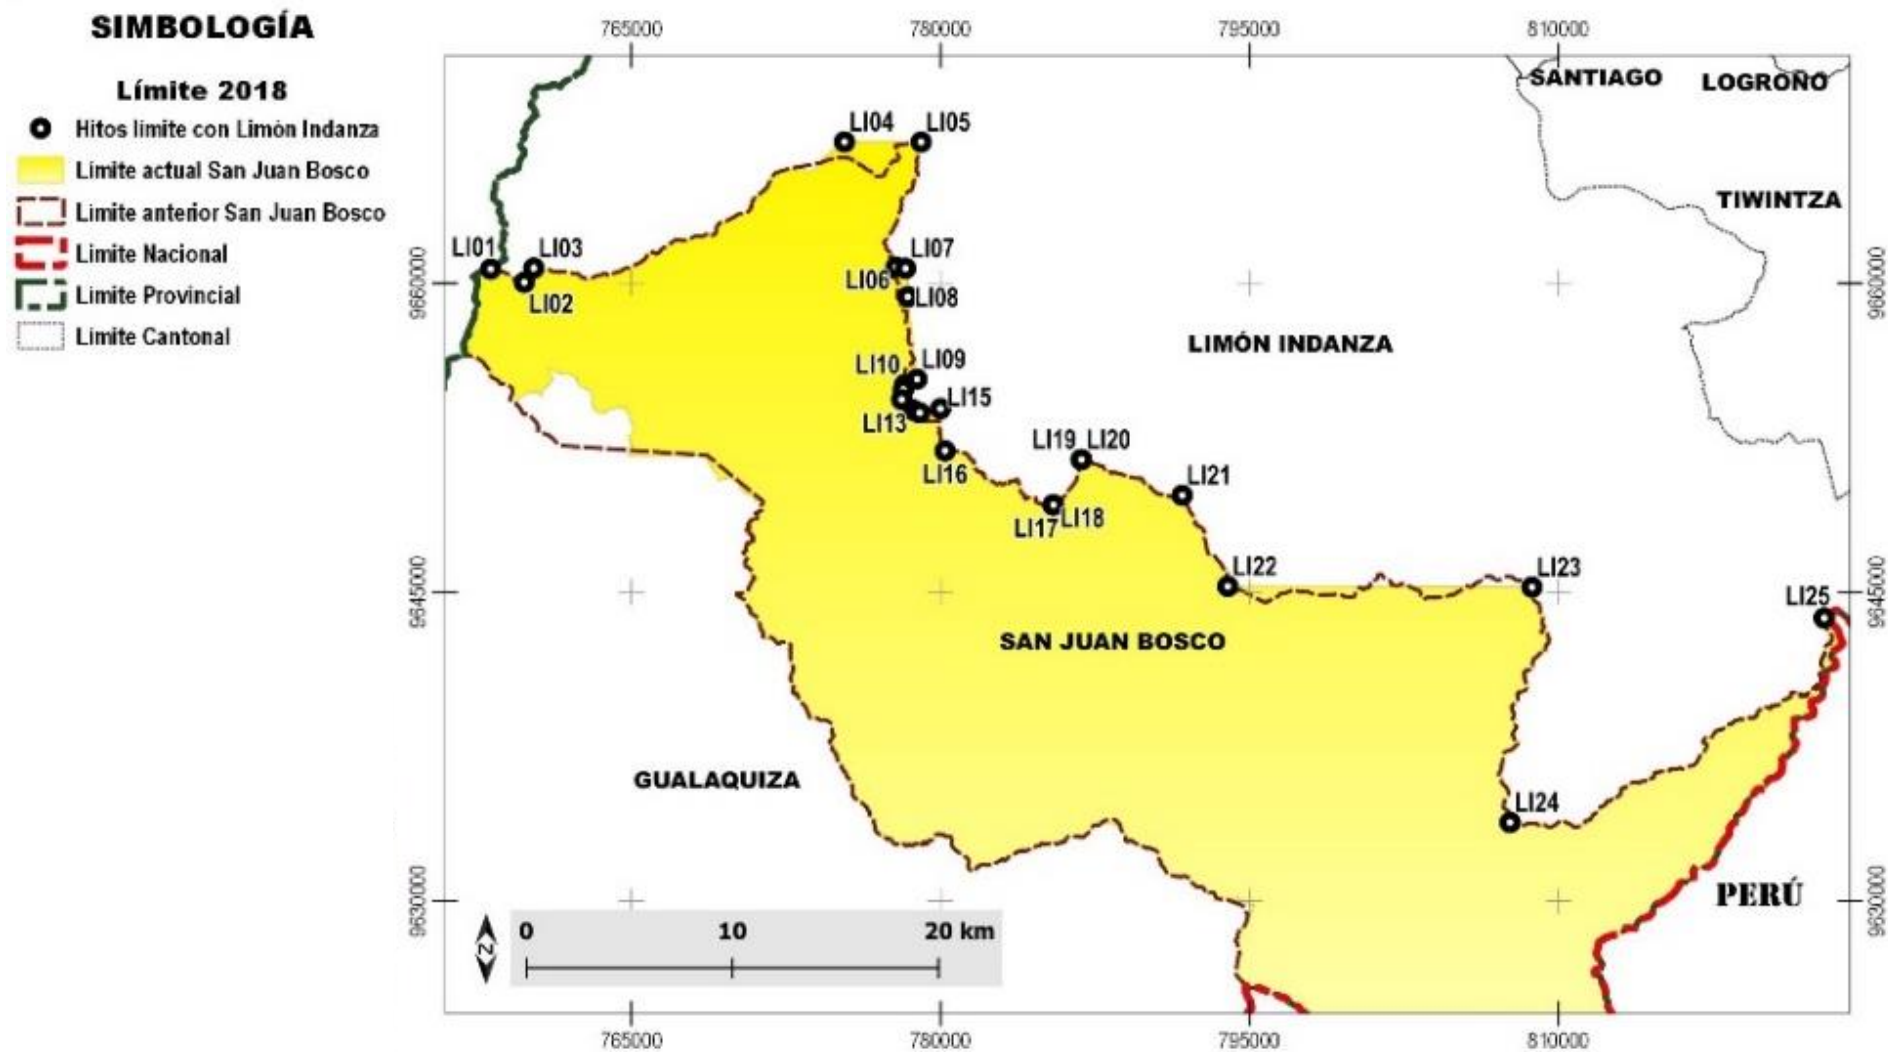 SIMBOLOGÍA
Límite 2018
Hitos límite con Limón Indanza
Límite actual San Juan Bosco
Límite anterior San Juan Bosco
Límite Nacional
Límite Provincial
Límite Cantonal
765000
780000
795000
810000
SANTIAGO
LOGROÑO
LI04
LI05
TIWINTZA
LI01
LI03
LI07
9660000
LI06
9660000
LI02
LI08
LIMÓN INDANZA
LI10
LI09
LI15
LI13
LI19
LI20
LI16
LI21
LI17
LI18
LI22
LI23
9645000
LI25
9645000
SAN JUAN BOSCO
GUALAQUIZA
LI24
PERÚ
9630000
9630000
0
10
20 km
N
765000
780000
795000
810000